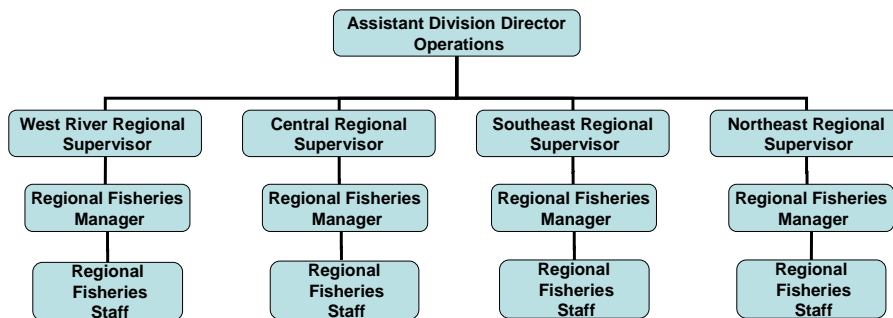 Assistant Division Director
Operations
West River Regional
Supervisor
Central Regional
Supervisor
Southeast Regional
Supervisor
Northeast Regional
Supervisor
Regional Fisheries
Manager
Regional Fisheries
Manager
Regional Fisheries
Manager
Regional Fisheries
Manager
Regional
Fisheries
Staff
Regional
Fisheries
Staff
Regional
Fisheries
Staff
Regional
Fisheries
Staff